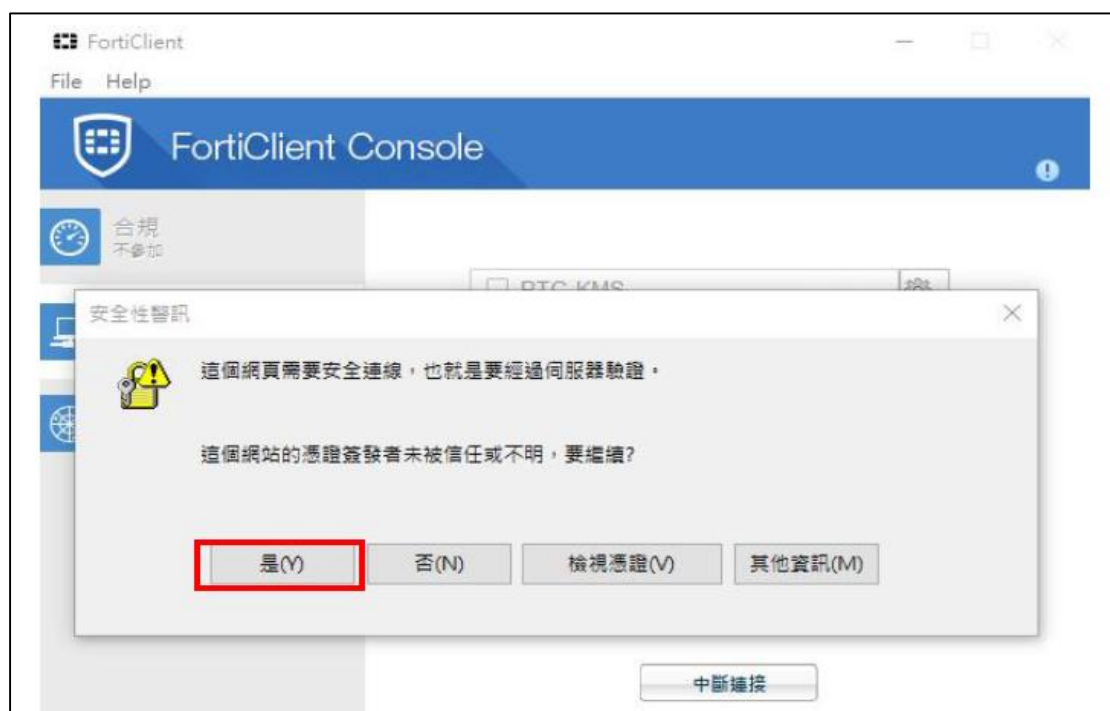 FortiClient
File Help
FortiClient Console
合規
不參加
安全性警訊
這個網頁需要安全連線，也就是要經過伺服器驗證。
這個網站的憑證簽發者未被信任或不明，要繼續?
是(Y) 否(N) 檢視憑證(V) 其他資訊(M)
中斷連接